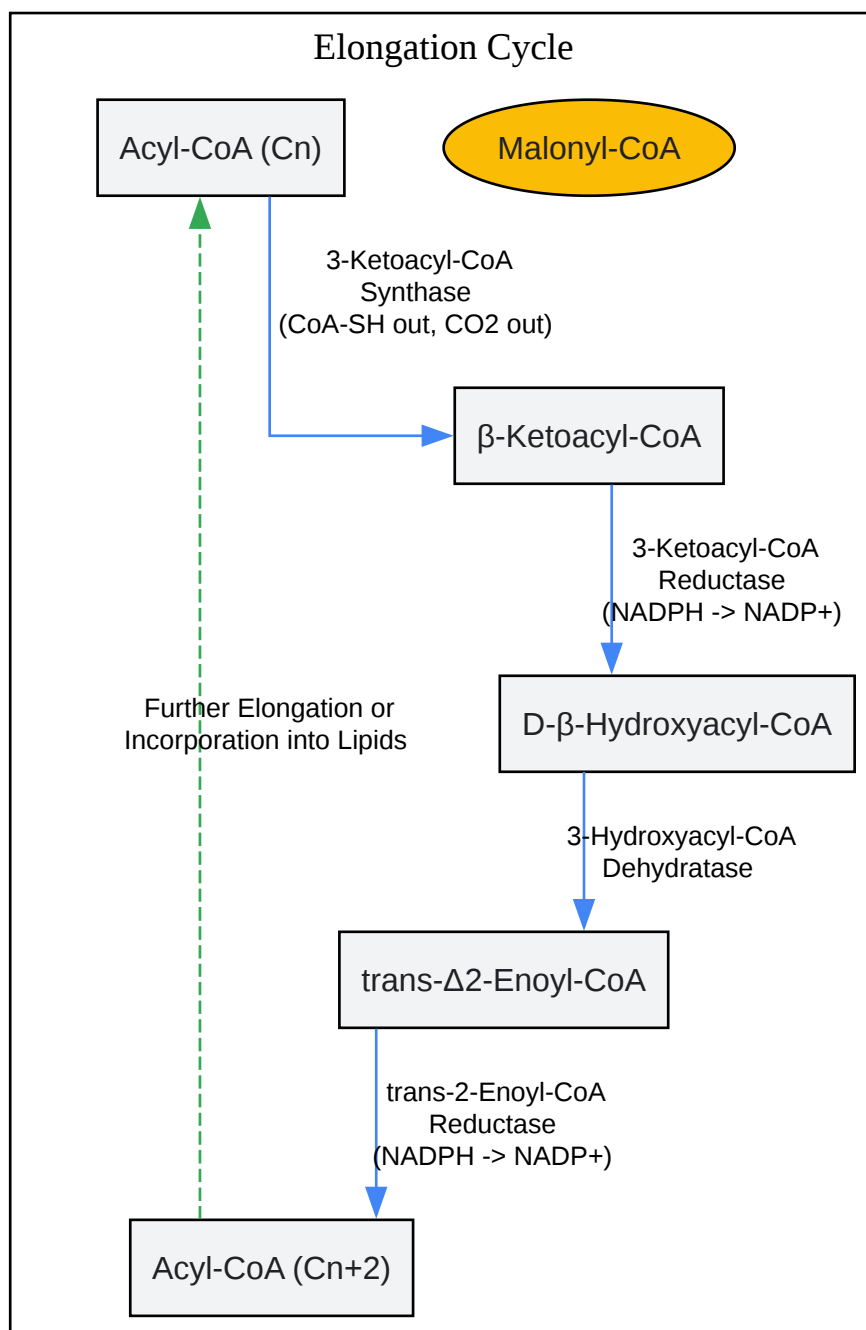 Elongation Cycle
Acyl-CoA (Cn)
Malonyl-CoA
3-Ketoacyl-CoA
Synthase
(CoA-SH out, CO2 out)
β-Ketoacyl-CoA
3-Ketoacyl-CoA
Reductase
(NADPH -> NADP+)
D-β-Hydroxyacyl-CoA
Further Elongation or
Incorporation into Lipids
3-Hydroxyacyl-CoA
Dehydratase
trans-Δ2-Enoyl-CoA
trans-2-Enoyl-CoA
Reductase
(NADPH -> NADP+)
Acyl-CoA (Cn+2)